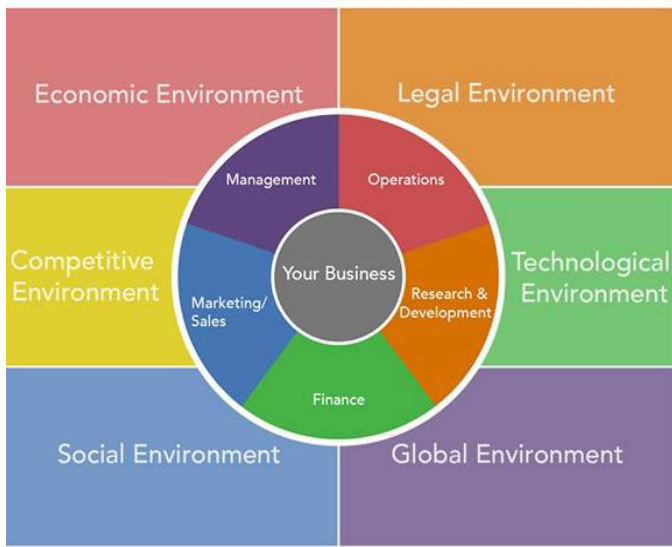 Economic Environment
Legal Environment
Management
Operations
Competitive
Environment
Your Business
Technological
Environment
Marketing/
Sales
Research &
Development
Finance
Social Environment
Global Environment